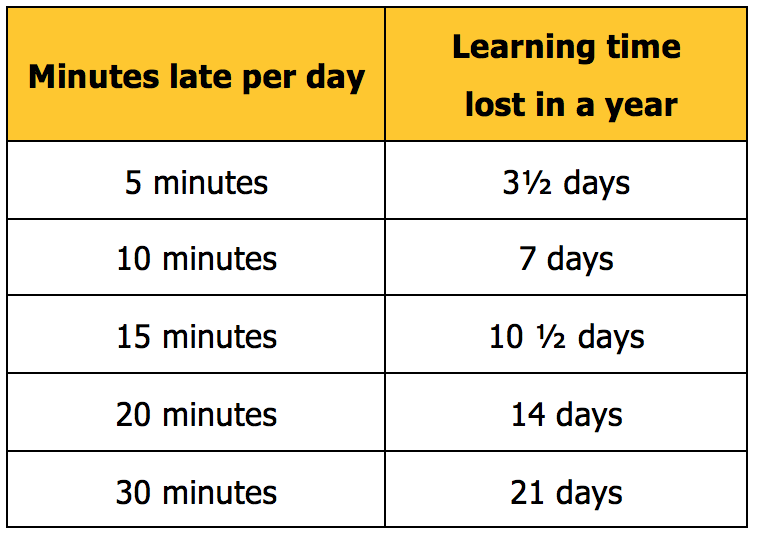 Minutes late per day
Learning time
lost in a year
5 minutes 3½ days
10 minutes 7 days
15 minutes 10 ½ days
20 minutes 14 days
30 minutes 21 days